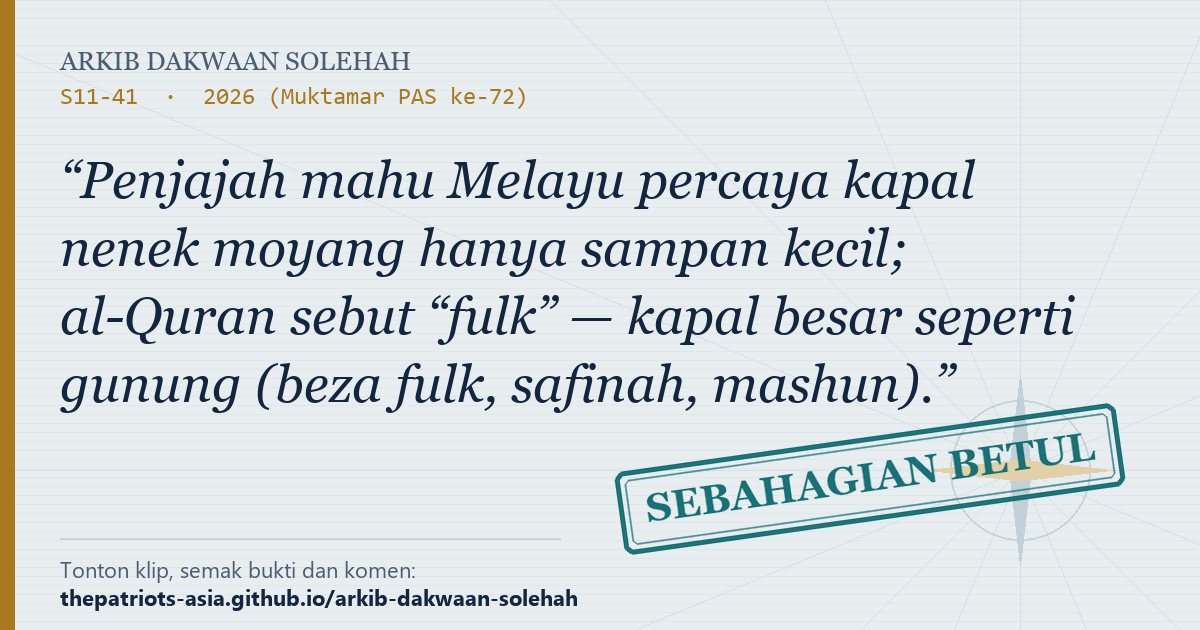 ARKIB DAKWAAN SOLEHAH
S11-41 · 2026 (Muktamar PAS ke-72)
“Penjajah mahu Melayu percaya kapal
nenek moyang hanya sampan kecil;
al-Quran sebut “fulk” — kapal besar seperti
gunung (beza fulk, safinah, mashun).”
SEBAHAGIAN BETUL
Tonton klip, semak bukti dan komen:
thepatriots-asia.github.io/arkib-dakwaan-solehah